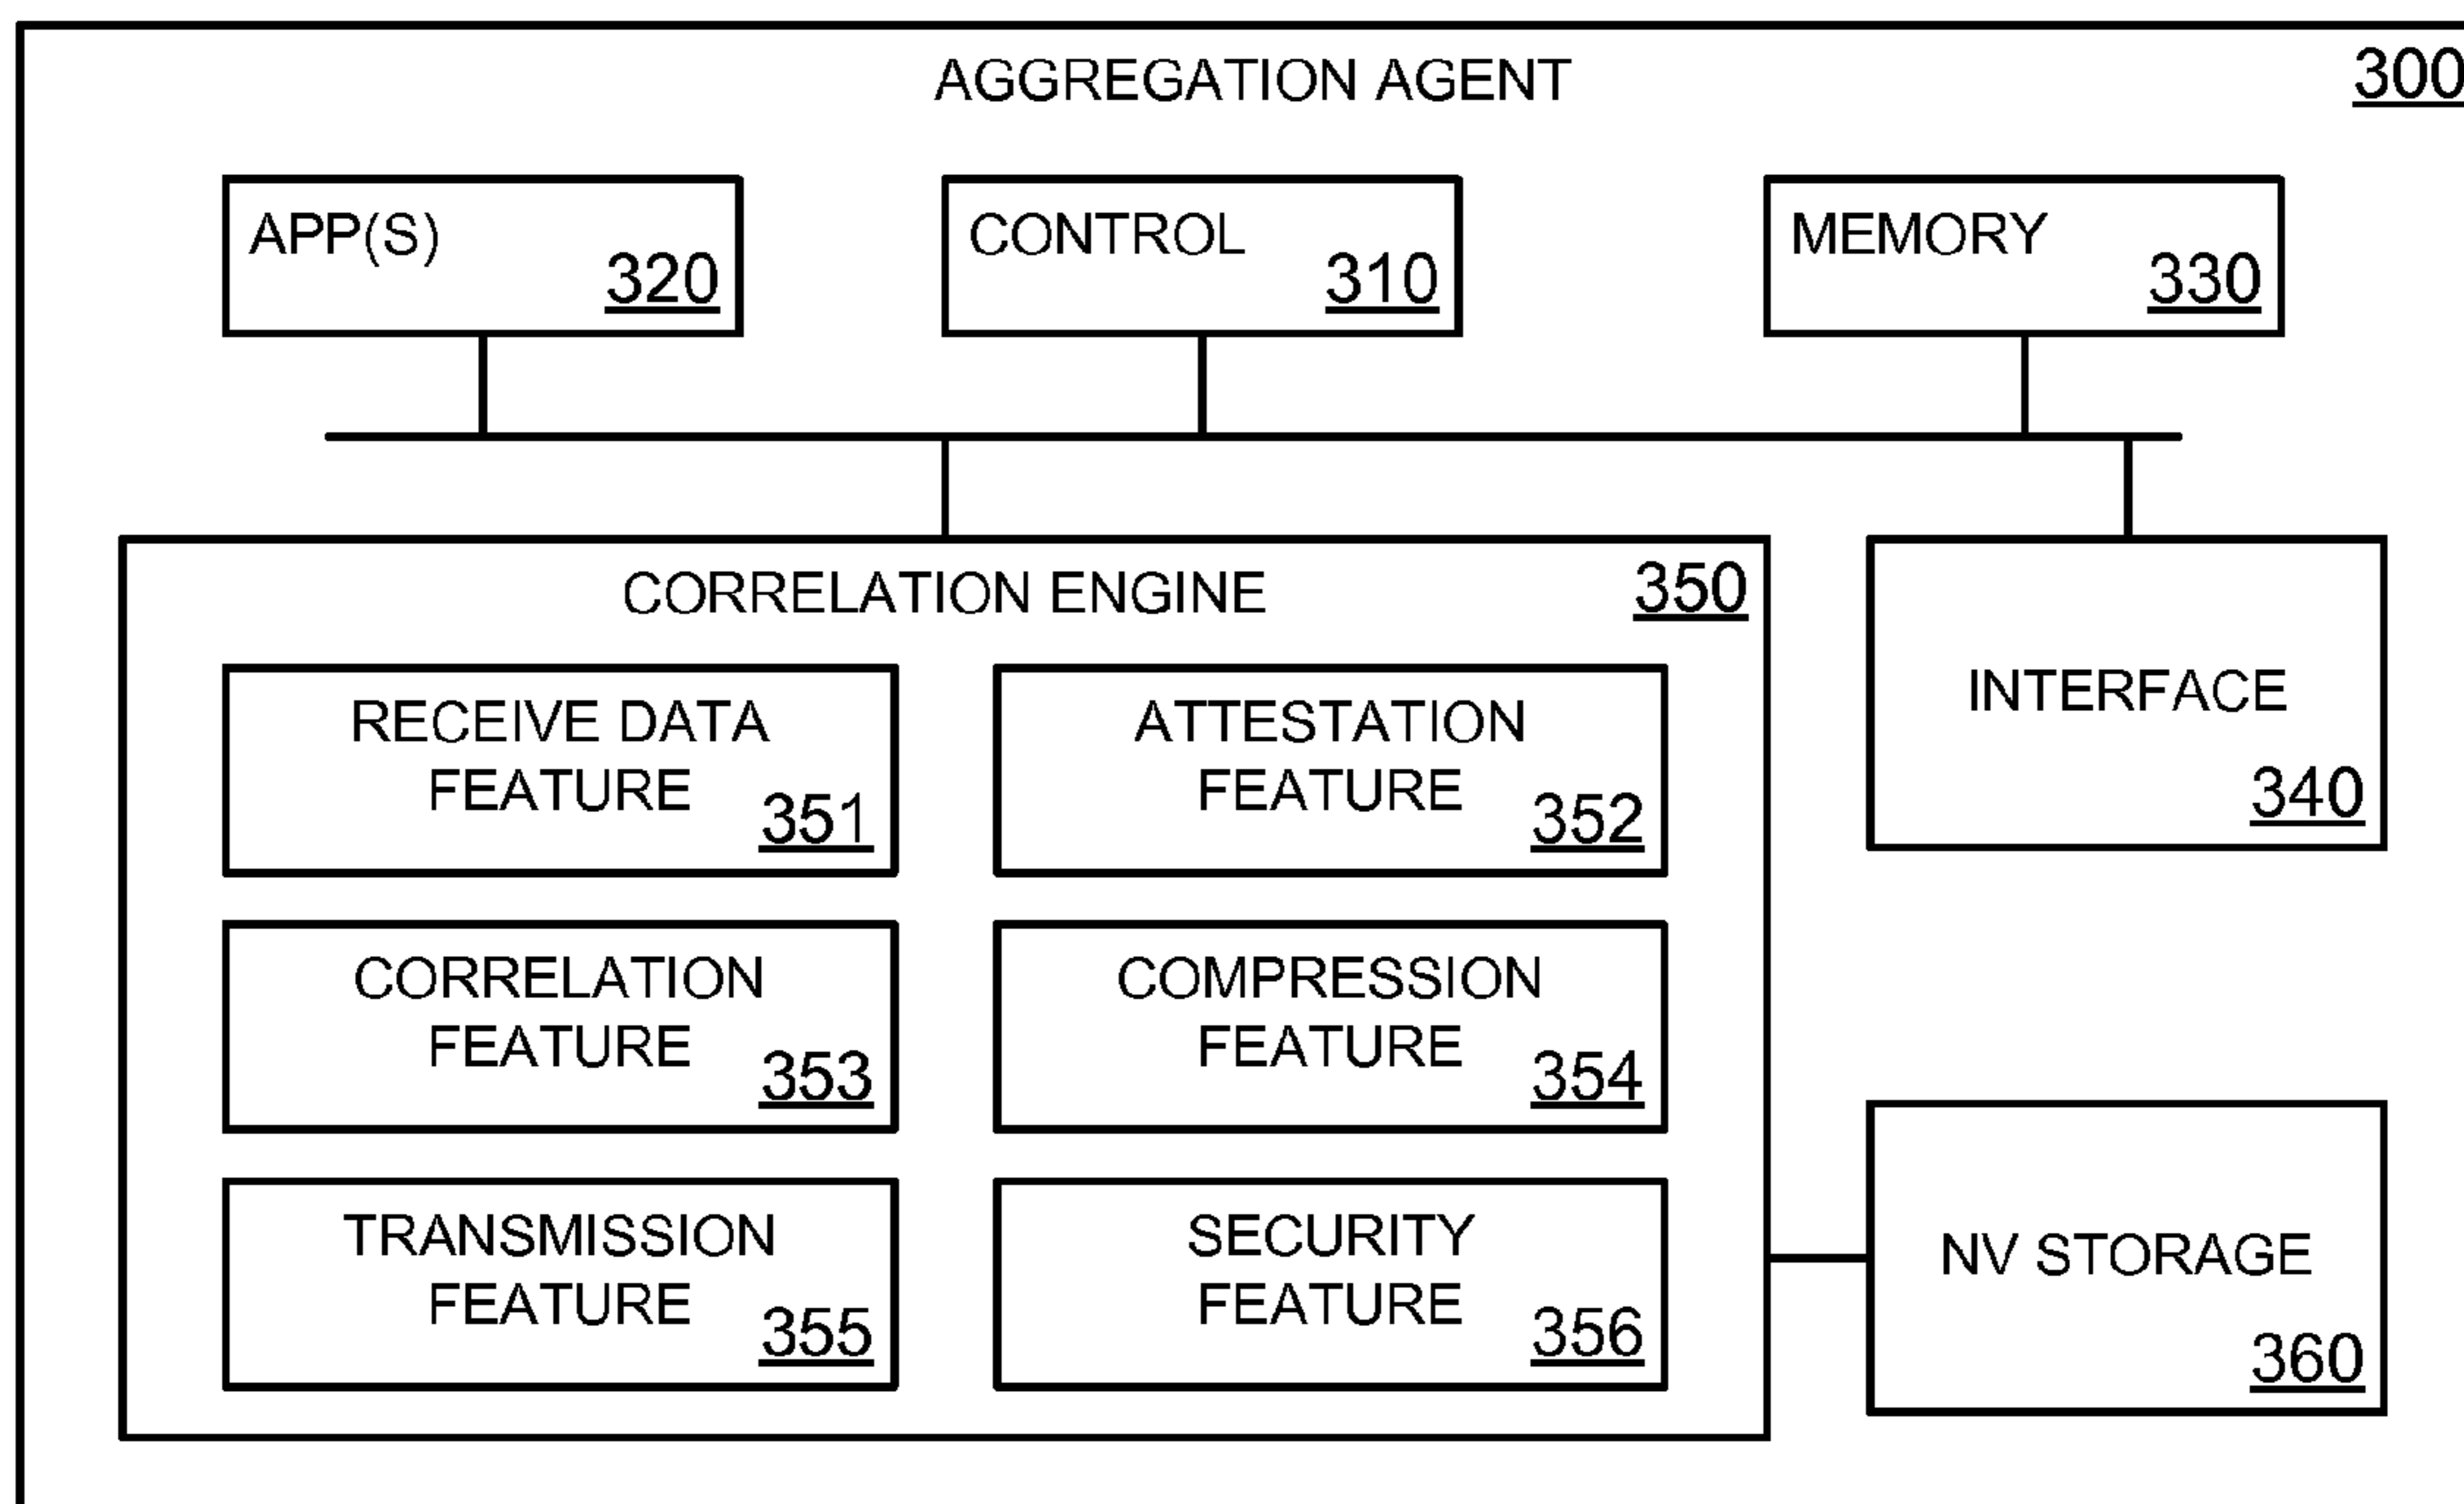 AGGREGATION AGENT
300
APP(S)
320
CONTROL
310
MEMORY
330
CORRELATION ENGINE
350
RECEIVE DATA
FEATURE
351
ATTESTATION
FEATURE
352
INTERFACE
340
CORRELATION
FEATURE
353
COMPRESSION
FEATURE
354
TRANSMISSION
FEATURE
355
SECURITY
FEATURE
356
NV STORAGE
360